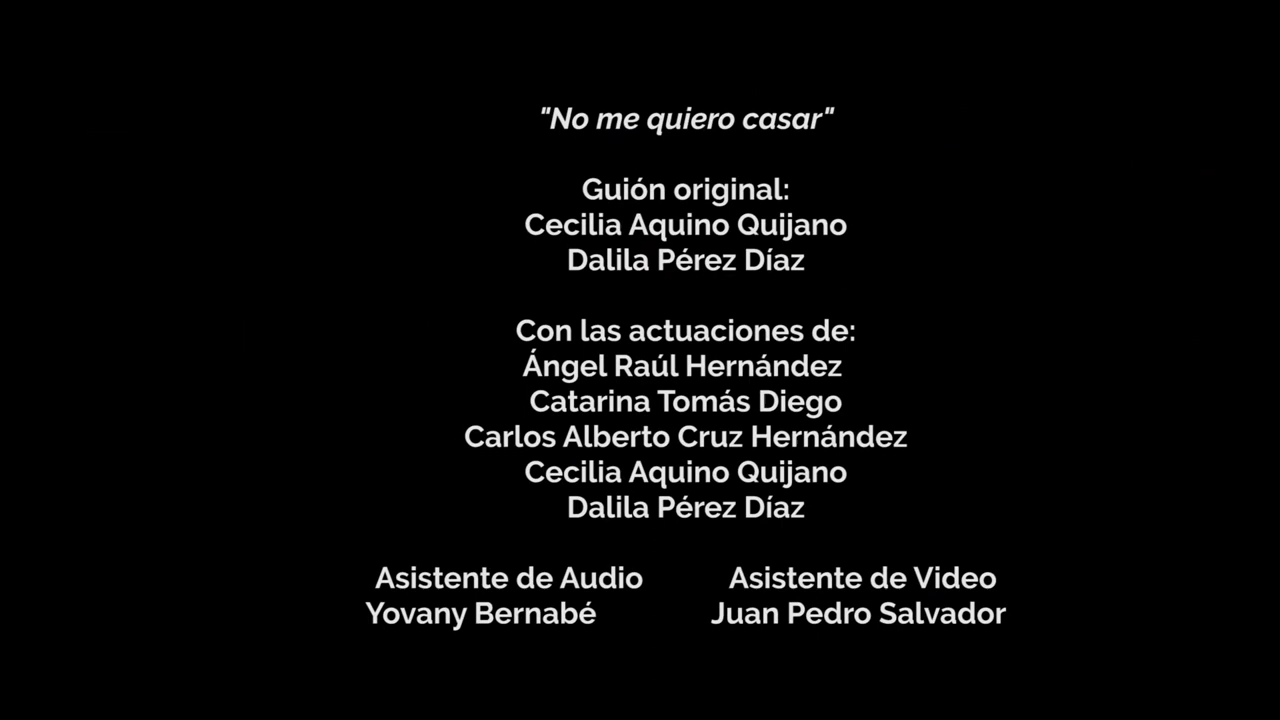 "No me quiero casar"
Guión original:
Cecilia Aquino Quijano
Dalila Pérez Díaz
Con las actuaciones de:
Ángel Raúl Hernández
Catarina Tomás Diego
Carlos Alberto Cruz Hernández
Cecilia Aquino Quijano
Dalila Pérez Díaz
Asistente de Audio Asistente de Video
Yovany Bernabé Juan Pedro Salvador